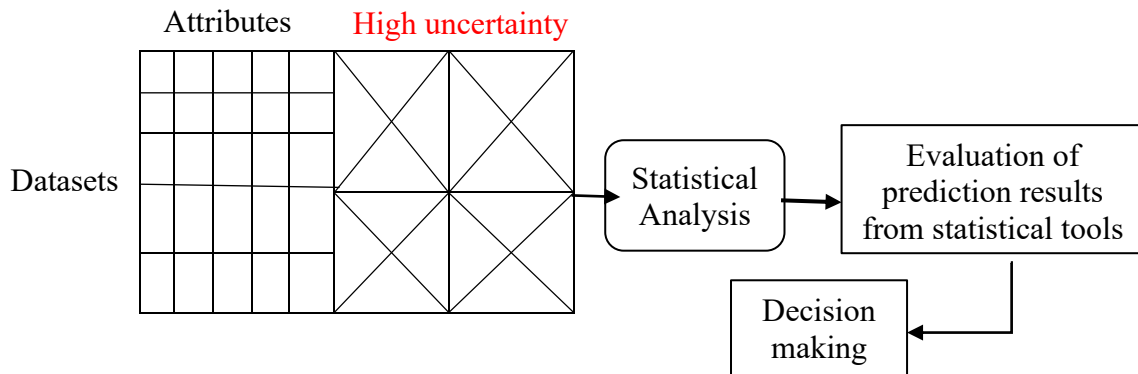 Attributes
High uncertainty
Datasets
Statistical
Analysis
Evaluation of
prediction results
from statistical tools
Decision
making